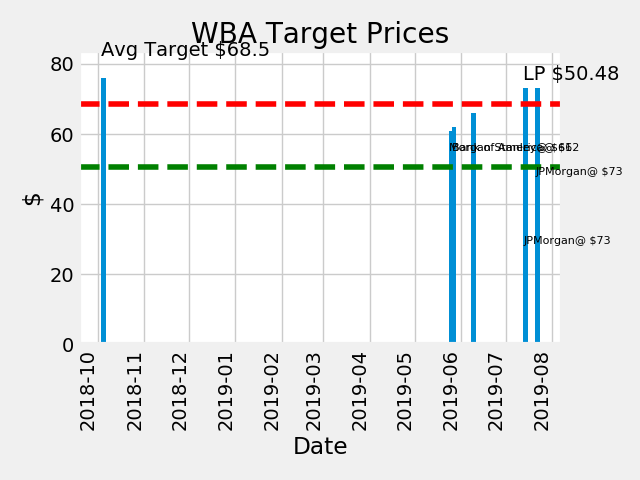 WBA Target Prices
Avg Target $68.5
LP $50.48
80
60
40
20
0
$
JPMorgan@ $73
JPMorgan@ $73
2018-10
2018-11
2018-12
2019-01
2019-02
2019-03
2019-04
2019-05
2019-06
2019-07
2019-08
Date